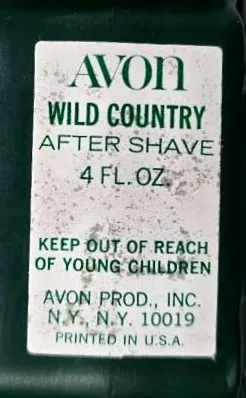 AVON
WILD COUNTRY
AFTER SHAVE
4 FL.OZ.
KEEP OUT OF REACH
OF YOUNG CHILDREN
AVON PROD., INC.
N.Y., N.Y. 10019
PRINTED IN U.S.A.